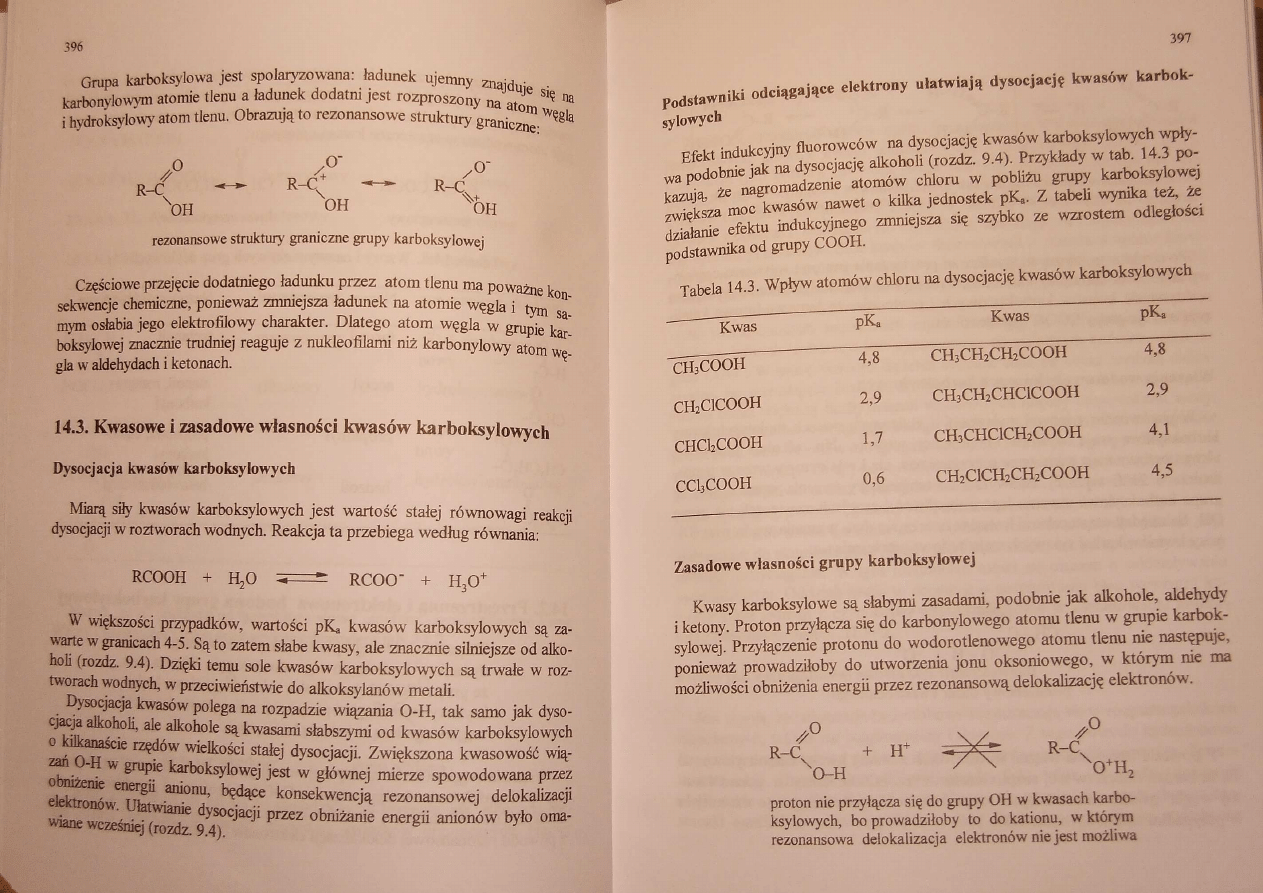 396
Grupa karboksylowa jest spolaryzowana: ładunek ujemny znajduje się na
karbonylowym atomie tlenu a ładunek dodatni jest rozproszony na atom węgla
i hydroksylowy atom tlenu. Obrazują to rezonansowe struktury graniczne:
O O⁻ O⁻
R–C ↔ R–C⁺ ↔ R–C
OH OH ⁺OH
rezonansowe struktury graniczne grupy karboksylowej
Częściowe przejęcie dodatniego ładunku przez atom tlenu ma poważne kon-
sekwencje chemiczne, ponieważ zmniejsza ładunek na atomie węgla i tym sa-
mym osłabia jego elektrofilowy charakter. Dlatego atom węgla w grupie kar-
boksylowej znacznie trudniej reaguje z nukleofilami niż karbonylowy atom wę-
gla w aldehydach i ketonach.
14.3. Kwasowe i zasadowe własności kwasów karboksylowych
Dysocjacja kwasów karboksylowych
Miarą siły kwasów karboksylowych jest wartość stałej równowagi reakcji
dysocjacji w roztworach wodnych. Reakcja ta przebiega według równania:
RCOOH + H₂O ⇌ RCOO⁻ + H₃O⁺
W większości przypadków, wartości pKₐ kwasów karboksylowych są za-
warte w granicach 4-5. Są to zatem słabe kwasy, ale znacznie silniejsze od alko-
holi (rozdz. 9.4). Dzięki temu sole kwasów karboksylowych są trwałe w roz-
tworach wodnych, w przeciwieństwie do alkoksylanów metali.
Dysocjacja kwasów polega na rozpadzie wiązania O-H, tak samo jak dyso-
cjacja alkoholi, ale alkohole są kwasami słabszymi od kwasów karboksylowych
o kilkanaście rzędów wielkości stałej dysocjacji. Zwiększona kwasowość wią-
zań O-H w grupie karboksylowej jest w głównej mierze spowodowana przez
obniżenie energii anionu, będące konsekwencją rezonansowej delokalizacji
elektronów. Ułatwianie dysocjacji przez obniżanie energii anionów było oma-
wiane wcześniej (rozdz. 9.4).
397
Podstawniki odciągające elektrony ułatwiają dysocjację kwasów karbok-
sylowych
Efekt indukcyjny fluorowców na dysocjację kwasów karboksylowych wpły-
wa podobnie jak na dysocjację alkoholi (rozdz. 9.4). Przykłady w tab. 14.3 po-
kazują, że nagromadzenie atomów chloru w pobliżu grupy karboksylowej
zwiększa moc kwasów nawet o kilka jednostek pKₐ. Z tabeli wynika też, że
działanie efektu indukcyjnego zmniejsza się szybko ze wzrostem odległości
podstawnika od grupy COOH.
Tabela 14.3. Wpływ atomów chloru na dysocjację kwasów karboksylowych
Kwas pKₐ Kwas pKₐ
CH₃COOH 4,8 CH₃CH₂CH₂COOH 4,8
CH₂ClCOOH 2,9 CH₃CH₂CHClCOOH 2,9
CHCl₂COOH 1,7 CH₃CHClCH₂COOH 4,1
CCl₃COOH 0,6 CH₂ClCH₂CH₂COOH 4,5
Zasadowe własności grupy karboksylowej
Kwasy karboksylowe są słabymi zasadami, podobnie jak alkohole, aldehydy
i ketony. Proton przyłącza się do karbonylowego atomu tlenu w grupie karbok-
sylowej. Przyłączenie protonu do wodorotlenowego atomu tlenu nie następuje,
ponieważ prowadziłoby do utworzenia jonu oksoniowego, w którym nie ma
możliwości obniżenia energii przez rezonansową delokalizację elektronów.
O O
R–C + H⁺ R–C
O–H O⁺H₂
proton nie przyłącza się do grupy OH w kwasach karbo-
ksylowych, bo prowadziłoby to do kationu, w którym
rezonansowa delokalizacja elektronów nie jest możliwa